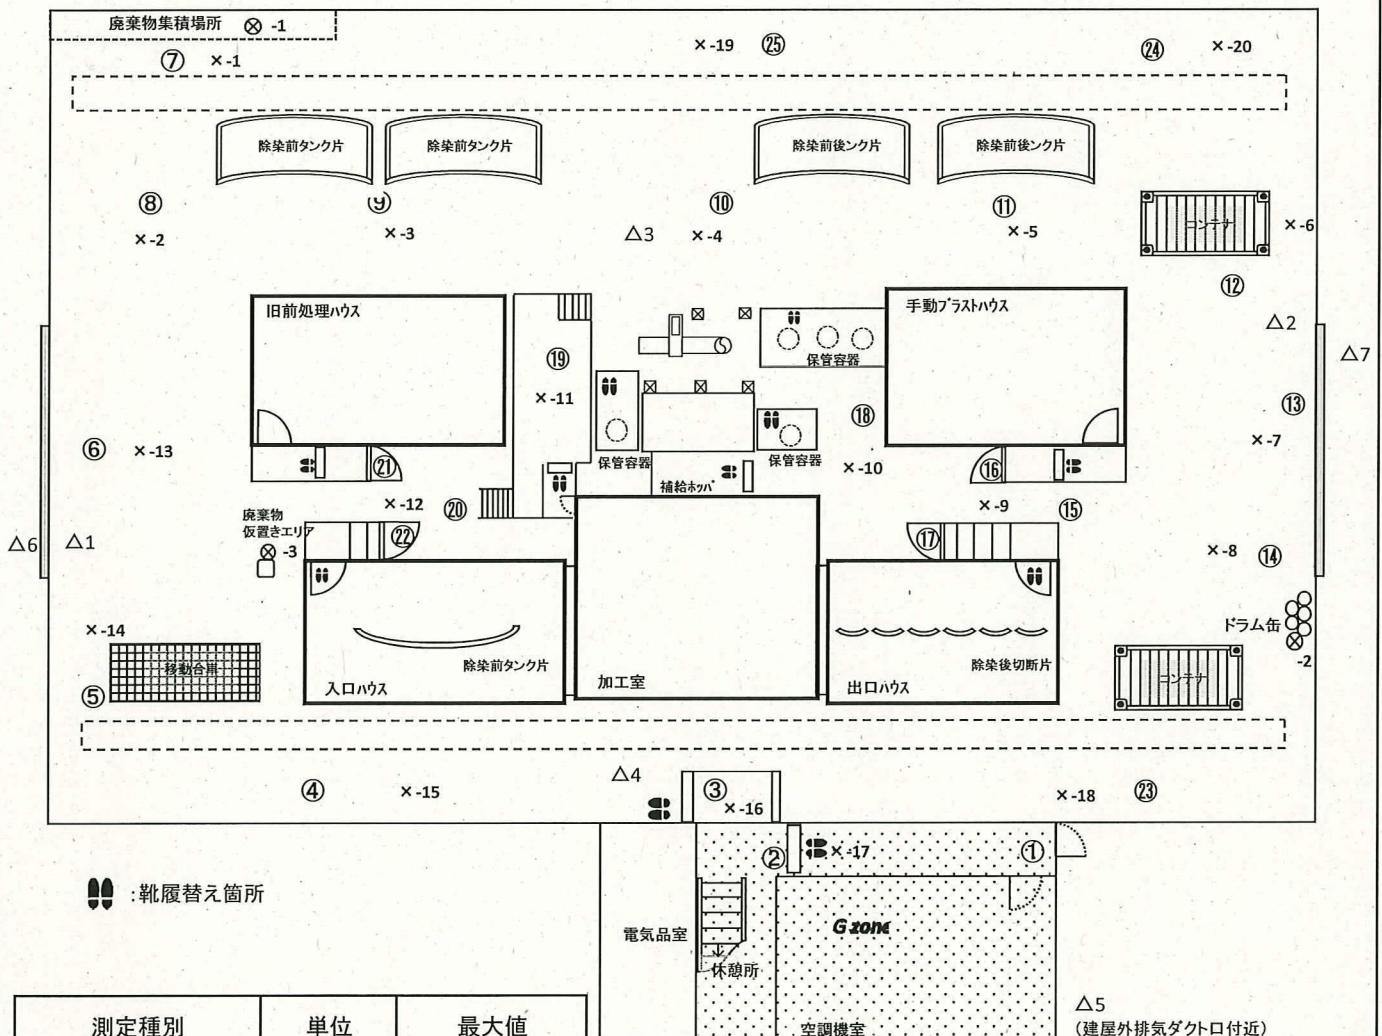 廃棄物集積場所 ⊗ -1
⑦ ×-1
×-19 ㉕
㉔ ×-20
除染前タンク片
除染前タンク片
除染前後ンク片
除染前後ンク片
⑧
⑨
⑩
⑪
×-2
×-3
△3
×-4
×-5
コンテナ
×-6
⑫
旧前処理ハウス
手動ブラストハウス
△2
△7
⑲
保管容器
×-11
⑱
⑬
⑥ ×-13
×-7
保管容器
保管容器
㉑
×-10
⑯
補給ホッパ
×-12 ⑳
×-9 ⑮
廃棄物
仮置きエリア
⊗ -3
㉒
⑰
△6 △1
×-8 ⑭
×-14
ドラム缶
⊗
-2
移動台車
除染前タンク片
除染後切断片
コンテナ
⑤
入口ハウス
加工室
出口ハウス
△4
④ ×-15
③
×-16
×-18 ㉓
② ×-17 ①
:靴履替え箇所
電気品室
G zone
休憩所
△5
(建屋外排気ダクト口付近)
空調機室
測定種別 単位 最大値